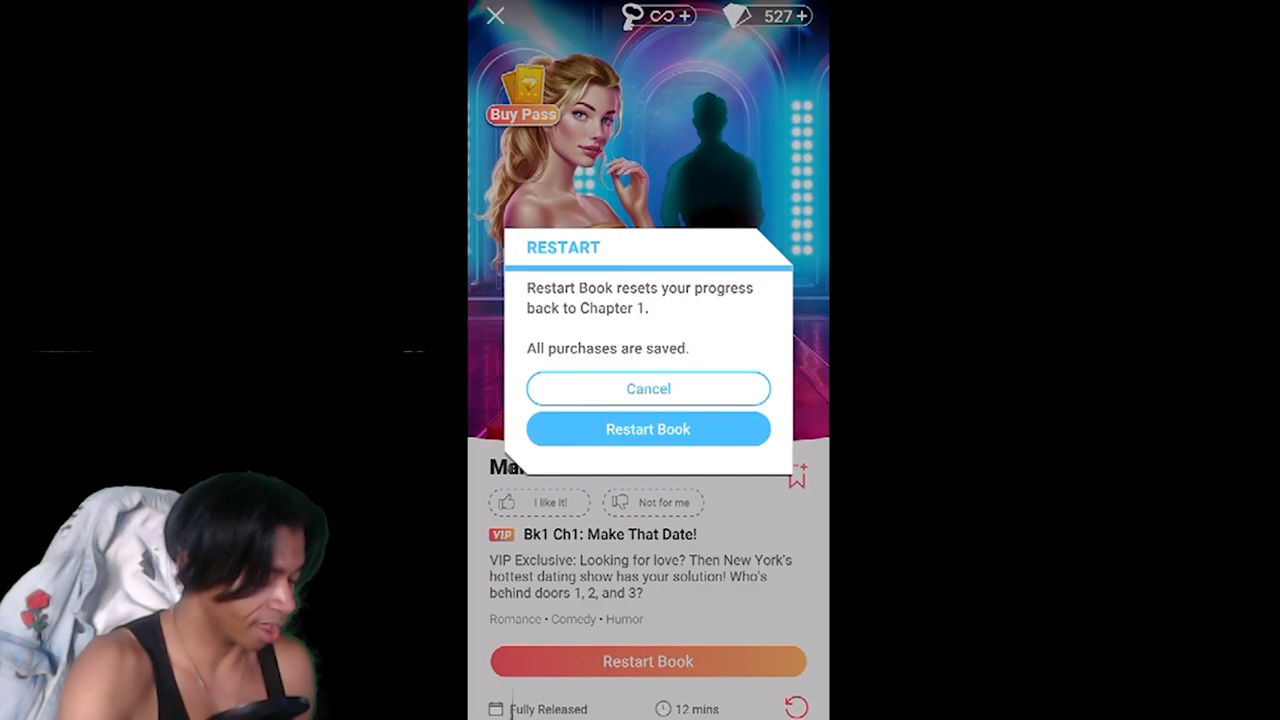 ∞ +
527 +
Buy Pass
RESTART
Restart Book resets your progress
back to Chapter 1.
All purchases are saved.
Cancel
Restart Book
I like it!
Not for me
VIP Bk1 Ch1: Make That Date!
VIP Exclusive: Looking for love? Then New York's
hottest dating show has your solution! Who's
behind doors 1, 2, and 3?
Romance • Comedy • Humor
Restart Book
Fully Released
12 mins